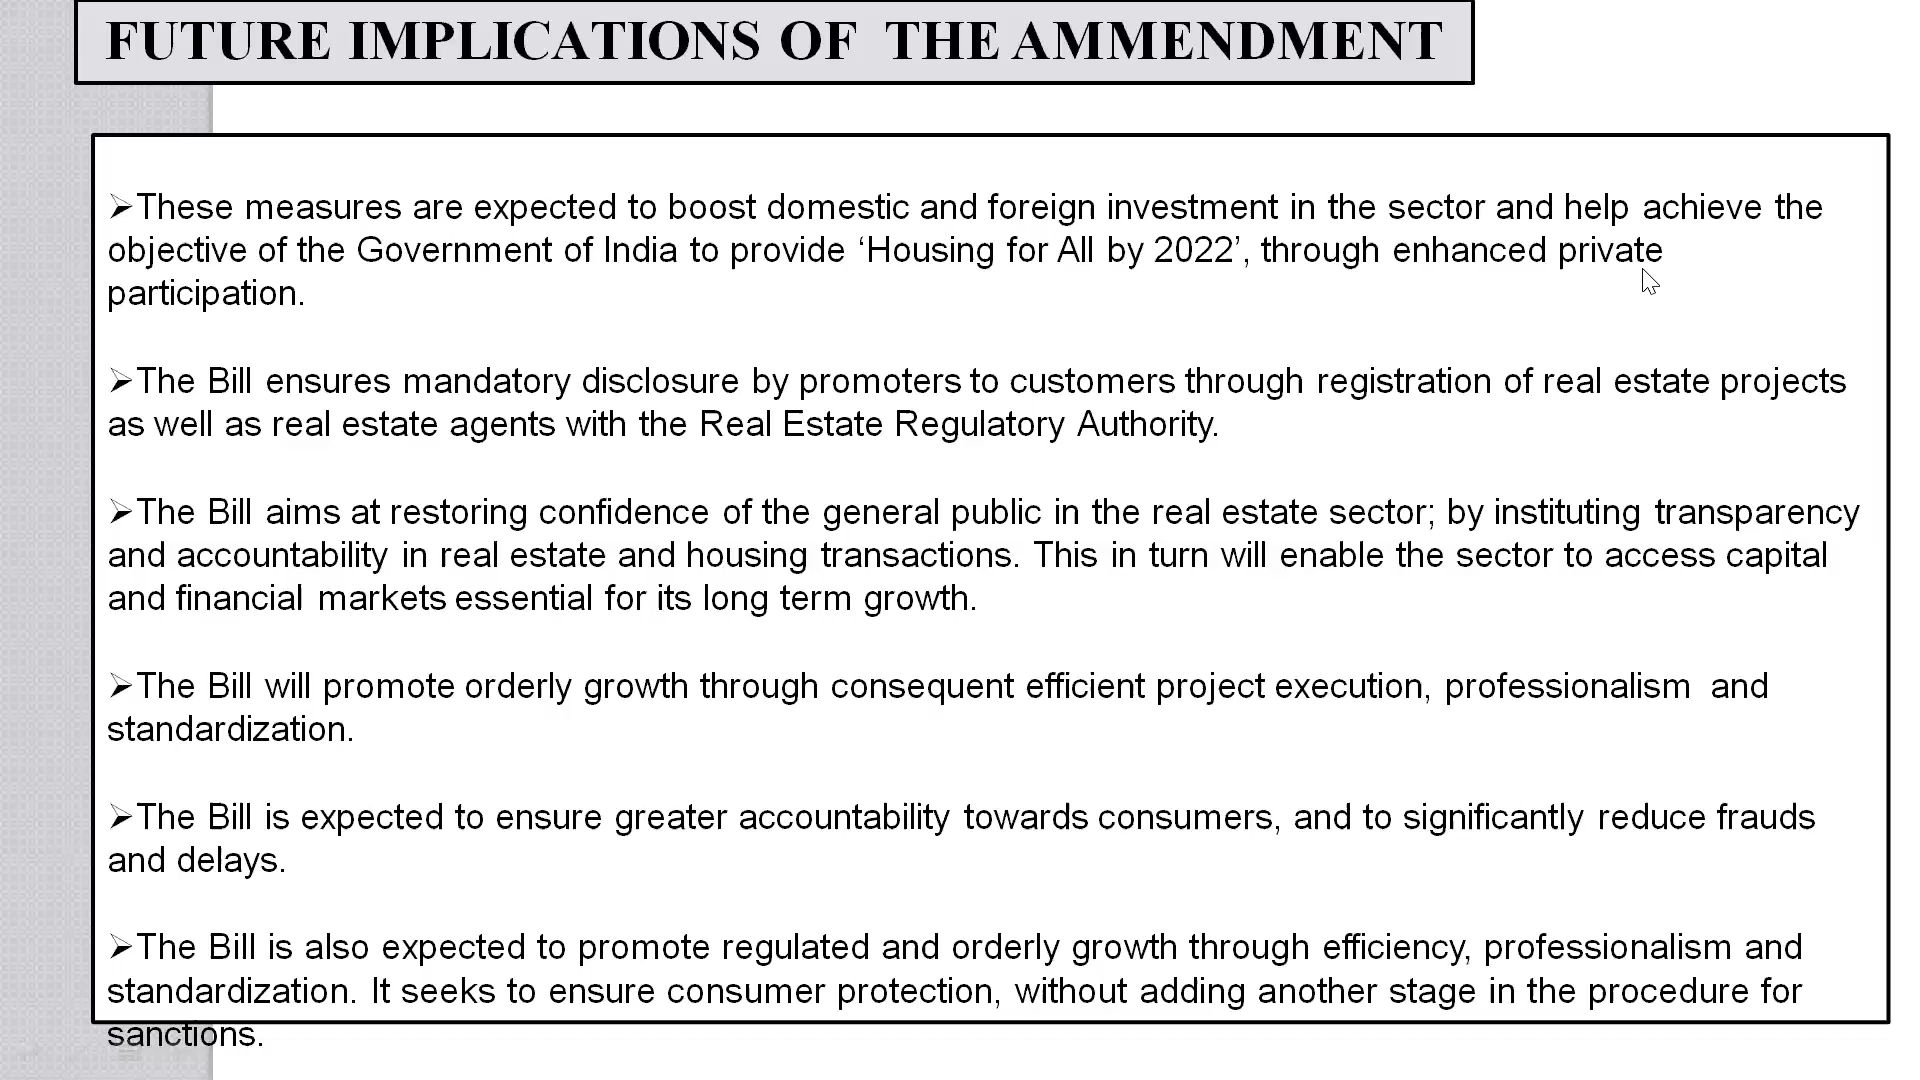 FUTURE IMPLICATIONS OF THE AMMENDMENT
➢These measures are expected to boost domestic and foreign investment in the sector and help achieve the
objective of the Government of India to provide ‘Housing for All by 2022’, through enhanced private
participation.
➢The Bill ensures mandatory disclosure by promoters to customers through registration of real estate projects
as well as real estate agents with the Real Estate Regulatory Authority.
➢The Bill aims at restoring confidence of the general public in the real estate sector; by instituting transparency
and accountability in real estate and housing transactions. This in turn will enable the sector to access capital
and financial markets essential for its long term growth.
➢The Bill will promote orderly growth through consequent efficient project execution, professionalism and
standardization.
➢The Bill is expected to ensure greater accountability towards consumers, and to significantly reduce frauds
and delays.
➢The Bill is also expected to promote regulated and orderly growth through efficiency, professionalism and
standardization. It seeks to ensure consumer protection, without adding another stage in the procedure for
sanctions.